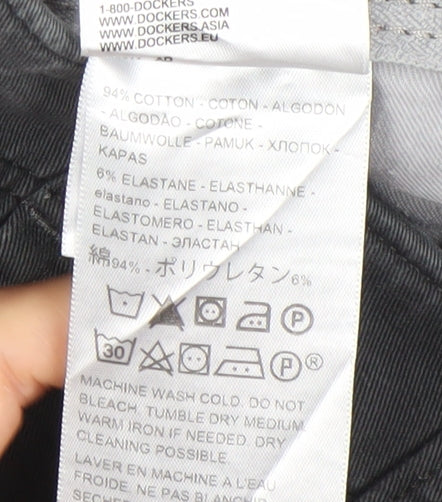 1-800-DOCKERS
WWW.DOCKERS.COM
WWW.DOCKERS.ASIA
WWW.DOCKERS.EU
94% COTTON - COTON - ALGODON
- ALGODÃO - COTONE -
BAUMWOLLE - PAMUK - ХЛОПОК -
KAPAS
6% ELASTANE - ELASTHANNE -
elastano - ELASTANO -
ELASTOMERO - ELASTHAN -
ELASTAN - ЭЛАСТАН
綿94% - ポリウレタン6%
P
30 P®
MACHINE WASH COLD. DO NOT
BLEACH. TUMBLE DRY MEDIUM.
WARM IRON IF NEEDED. DRY
CLEANING POSSIBLE.
LAVER EN MACHINE A L'EAU
FROIDE. NE PAS BLANCHIR.